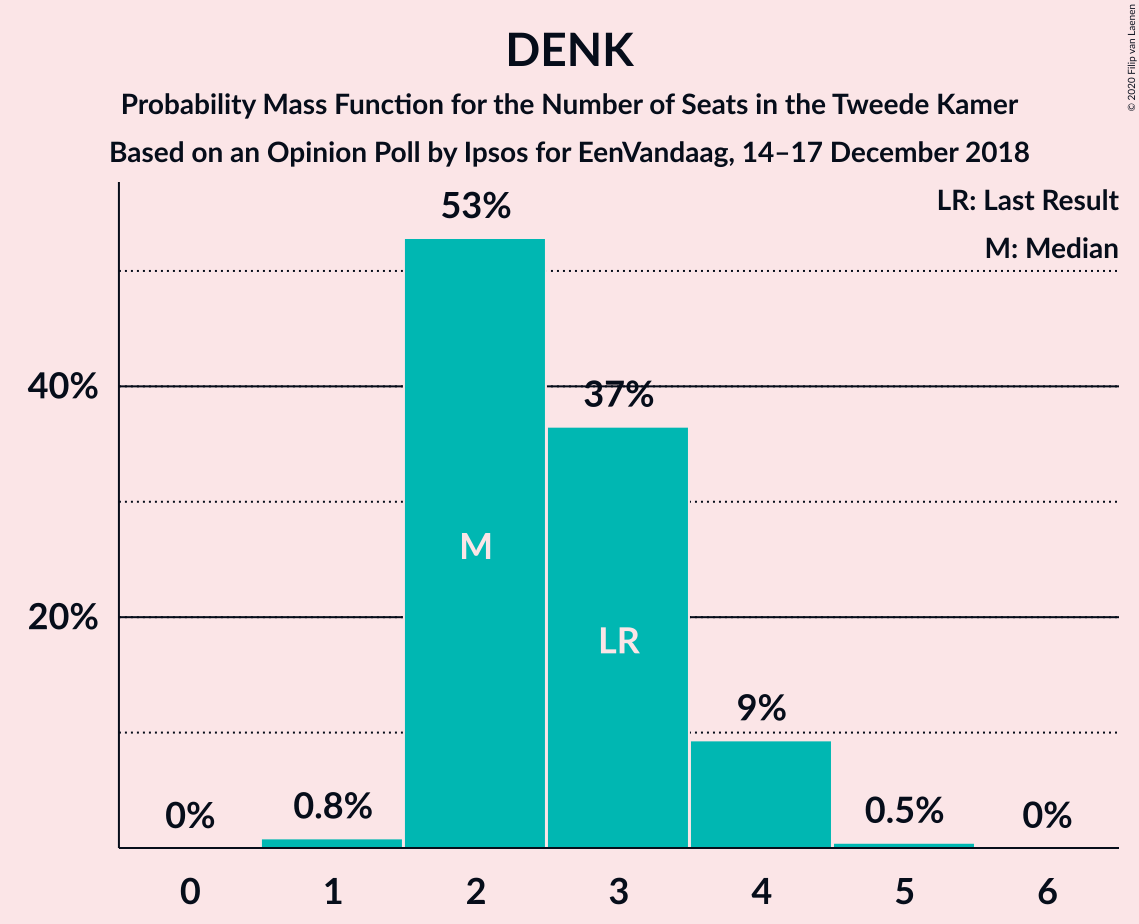 DENK
Probability Mass Function for the Number of Seats in the Tweede Kamer
Based on an Opinion Poll by Ipsos for EenVandaag, 14–17 December 2018
© 2020 Filip van Laenen
LR: Last Result
M: Median
53%
40%
37%
M
20%
LR
9%
0%
0.8%
0.5%
0%
0 1 2 3 4 5 6